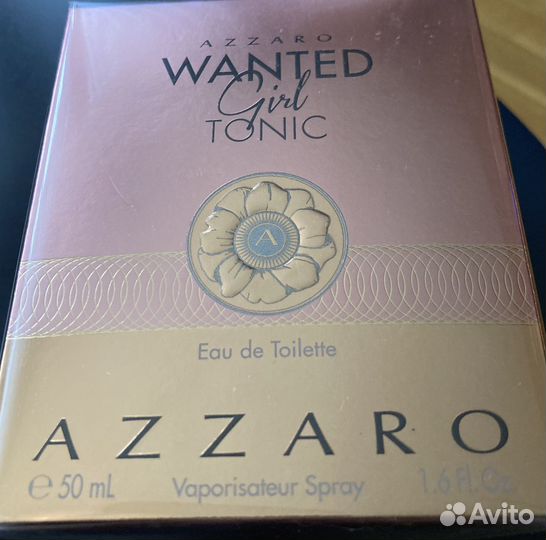 AZZARO
WANTED
Girl
TONIC
A
Eau de Toilette
AZZARO
e 50 mL Vaporisateur Spray 1.6 Fl.Oz.
Avito